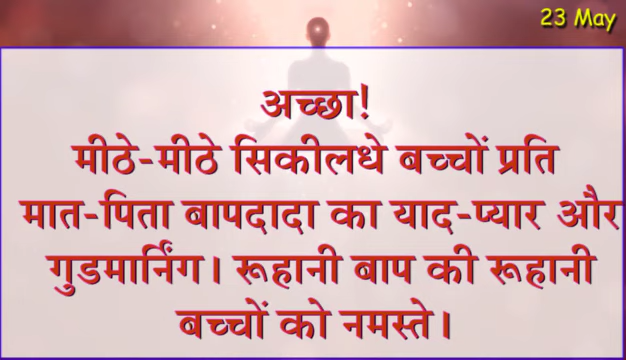 23 May
अच्छा!
मीठे-मीठे सिकीलधे बच्चों प्रति
मात-पिता बापदादा का याद-प्यार और
गुडमार्निंग। रूहानी बाप की रूहानी
बच्चों को नमस्ते।